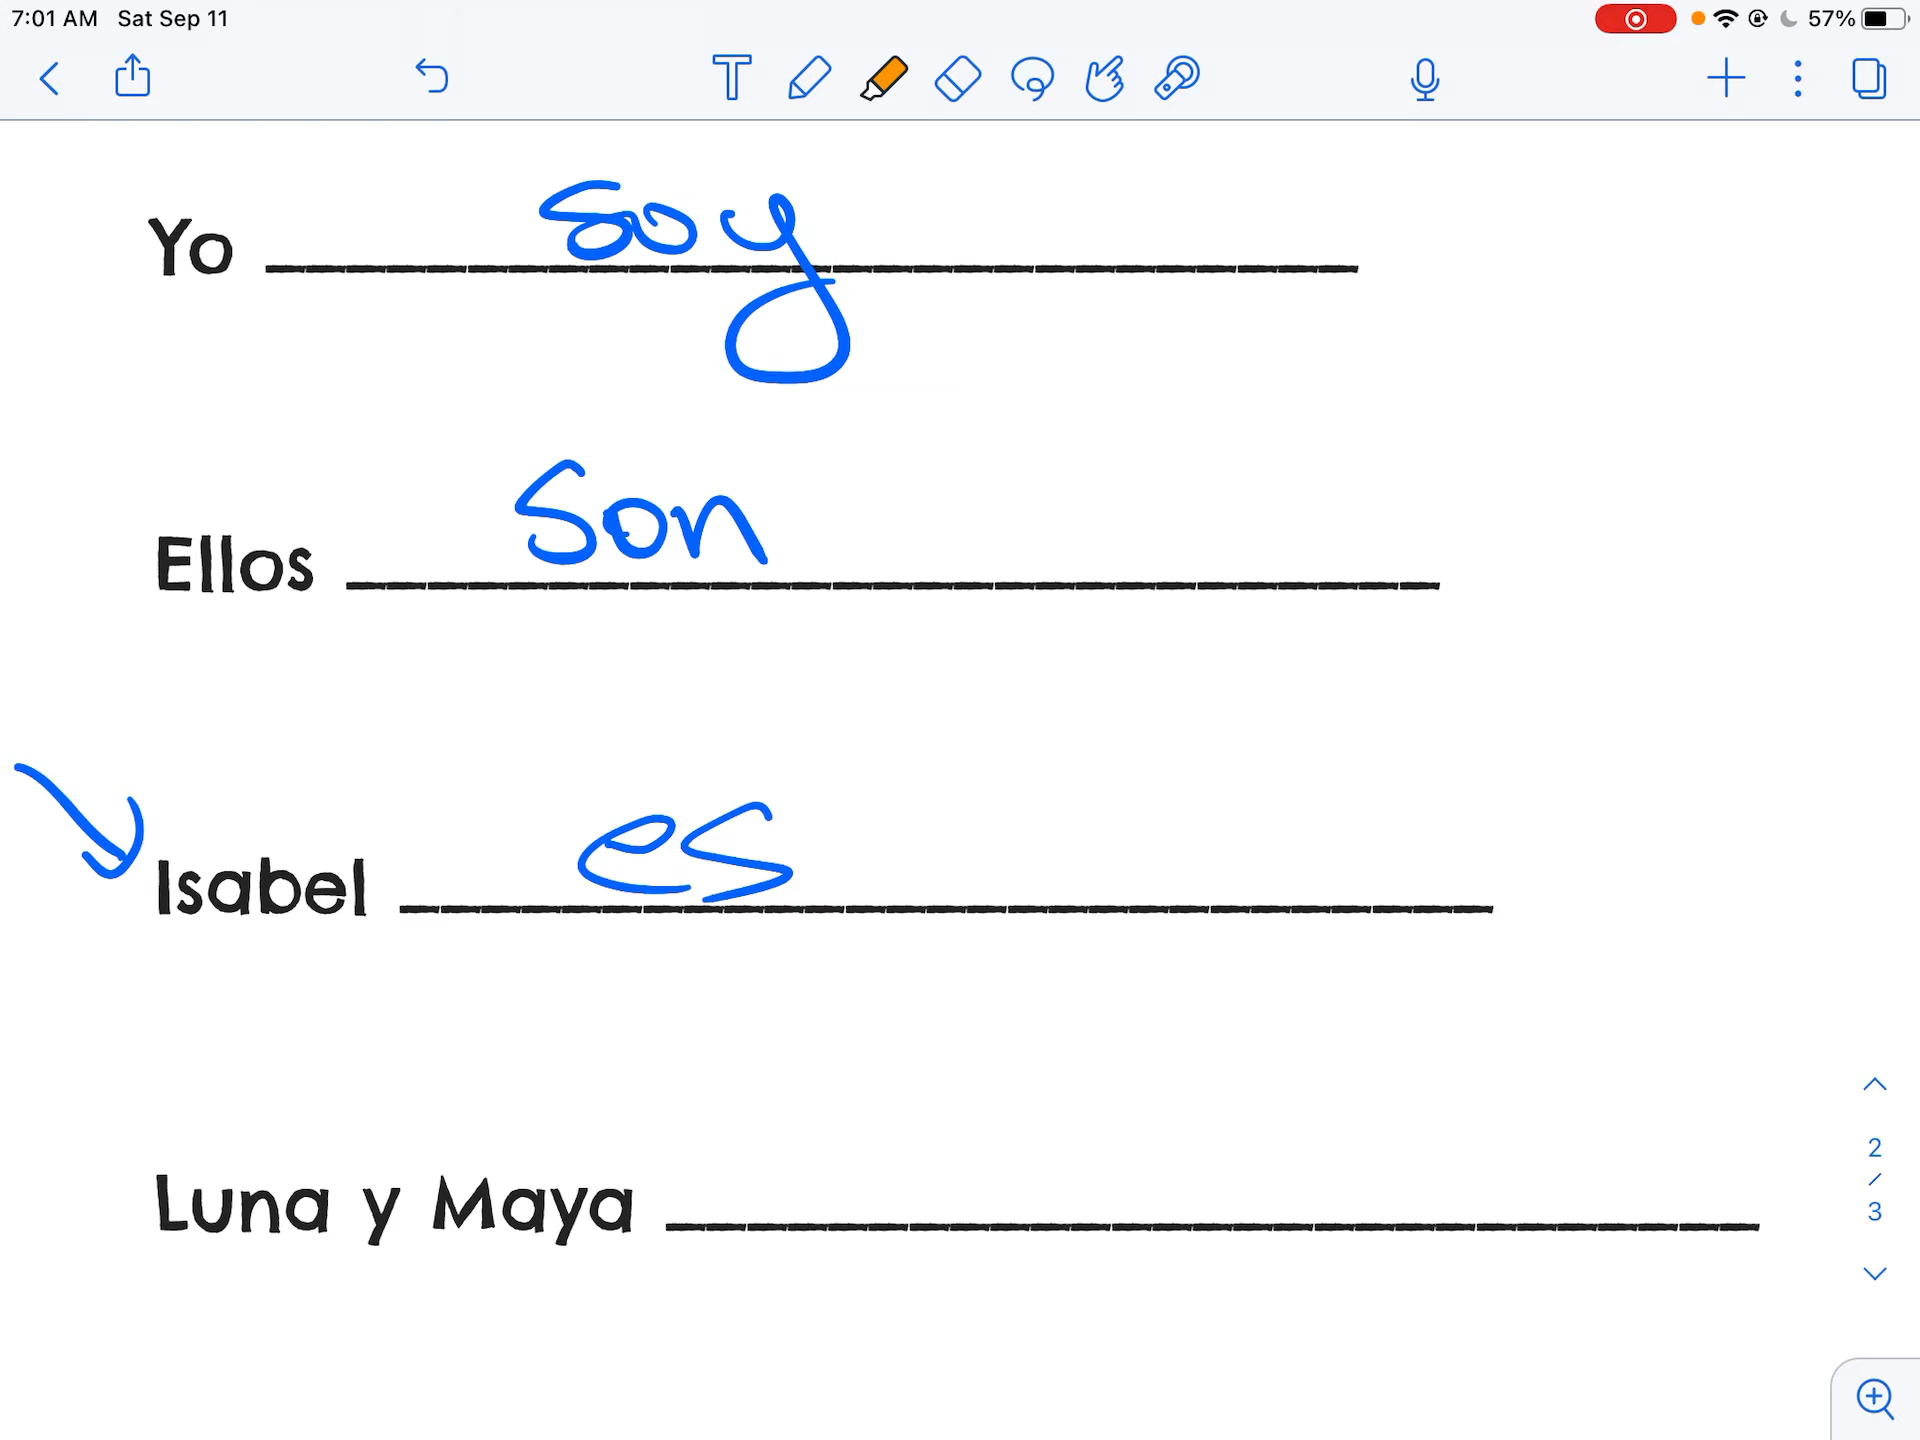 7:01 AM Sat Sep 11 57%
T
Yo soy
Ellos son
Isabel es
Luna y Maya
2
/
3